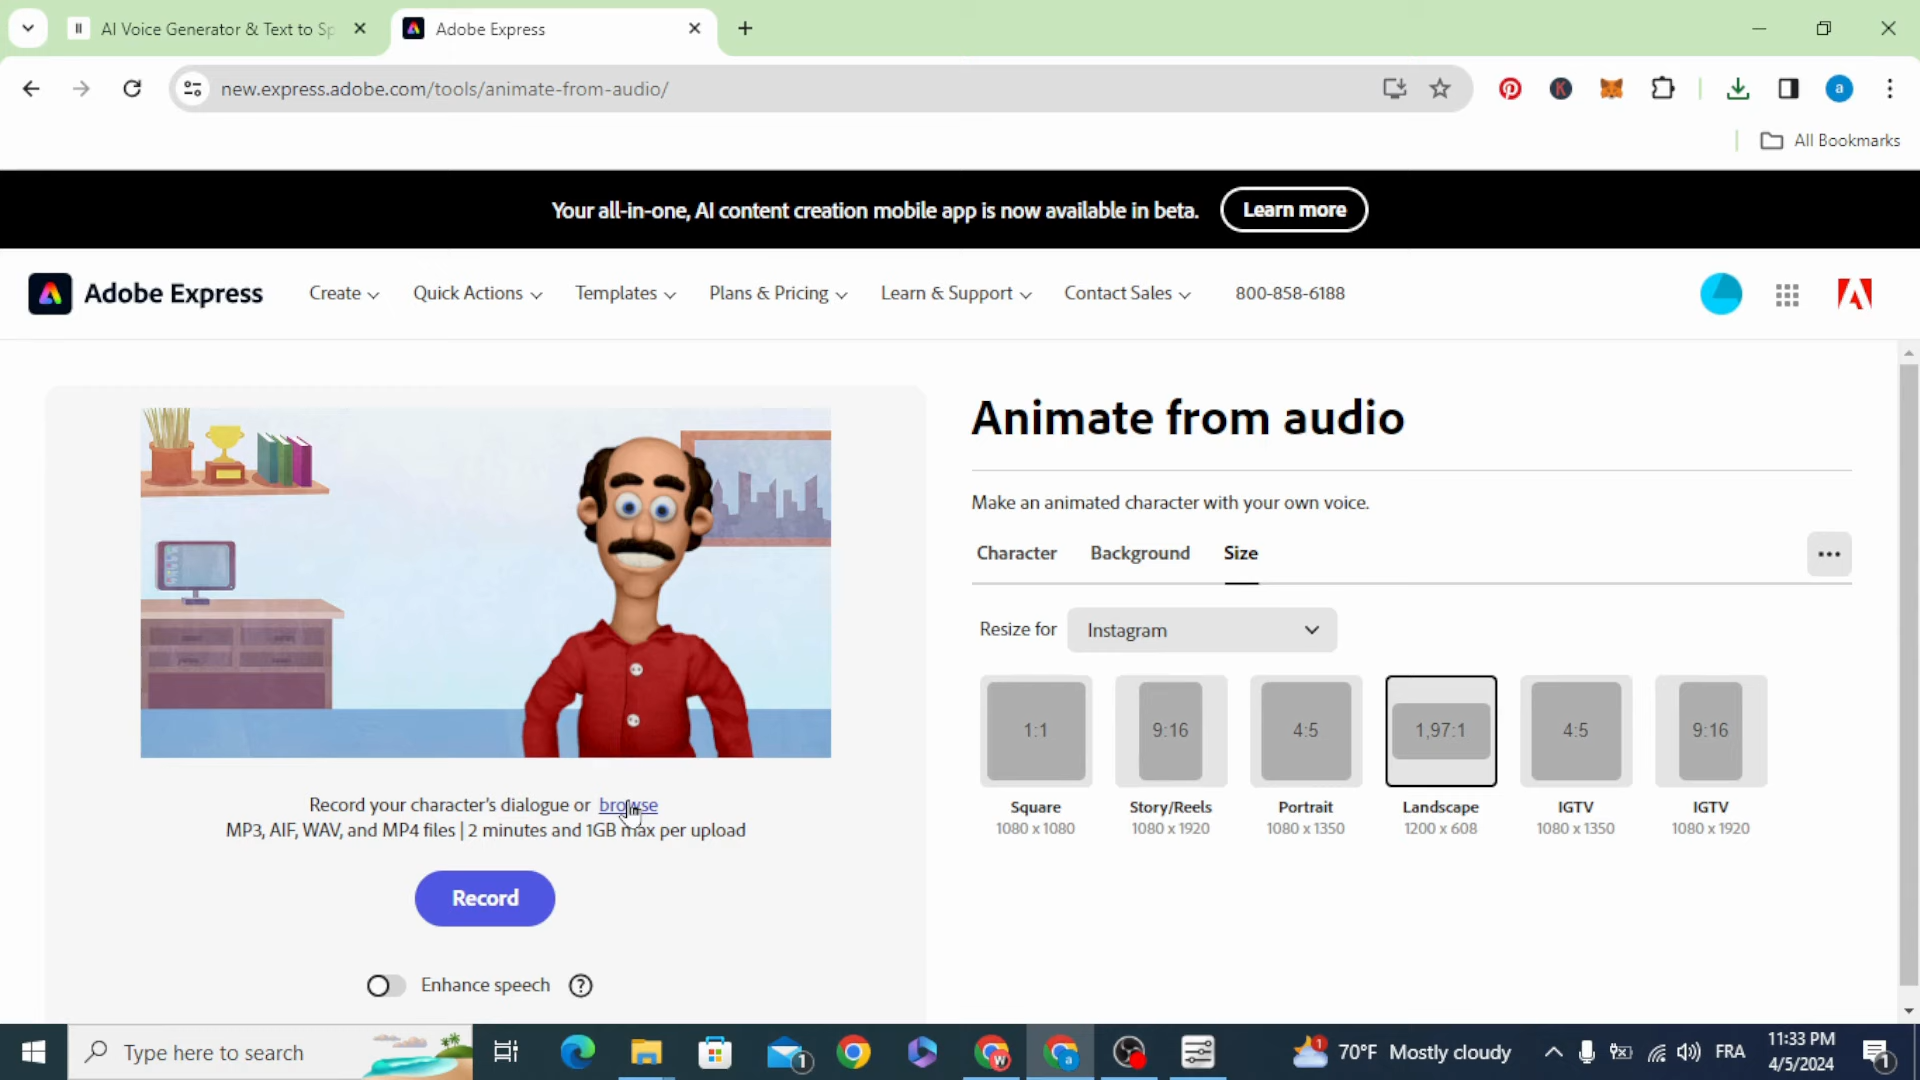 AI Voice Generator & Text to Sp
Adobe Express
new.express.adobe.com/tools/animate-from-audio/
K
a
All Bookmarks
Your all-in-one, AI content creation mobile app is now available in beta.
Learn more
Adobe Express
Create
Quick Actions
Templates
Plans & Pricing
Learn & Support
Contact Sales
800-858-6188
Animate from audio
Make an animated character with your own voice.
Character
Background
Size
Resize for
Instagram
1:1
9:16
4:5
1,97:1
4:5
9:16
Square
Story/Reels
Portrait
Landscape
IGTV
IGTV
1080 x 1080
1080 x 1920
1080 x 1350
1200 x 608
1080 x 1350
1080 x 1920
Record your character's dialogue or browse
MP3, AIF, WAV, and MP4 files | 2 minutes and 1GB max per upload
Record
Enhance speech
Type here to search
1
W
a
1
70°F Mostly cloudy
FRA
11:33 PM
4/5/2024
1